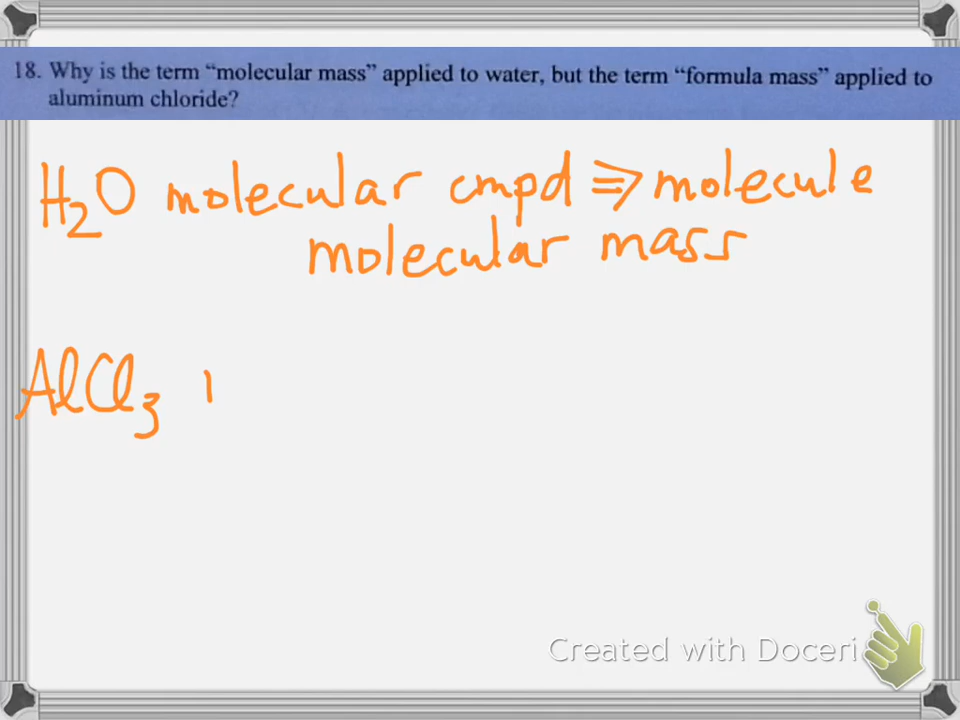 18. Why is the term “molecular mass” applied to water, but the term “formula mass” applied to
aluminum chloride?
H₂O molecular cmpd ⇒ molecule
molecular mass
AlCl₃ ı
Created with Doceri